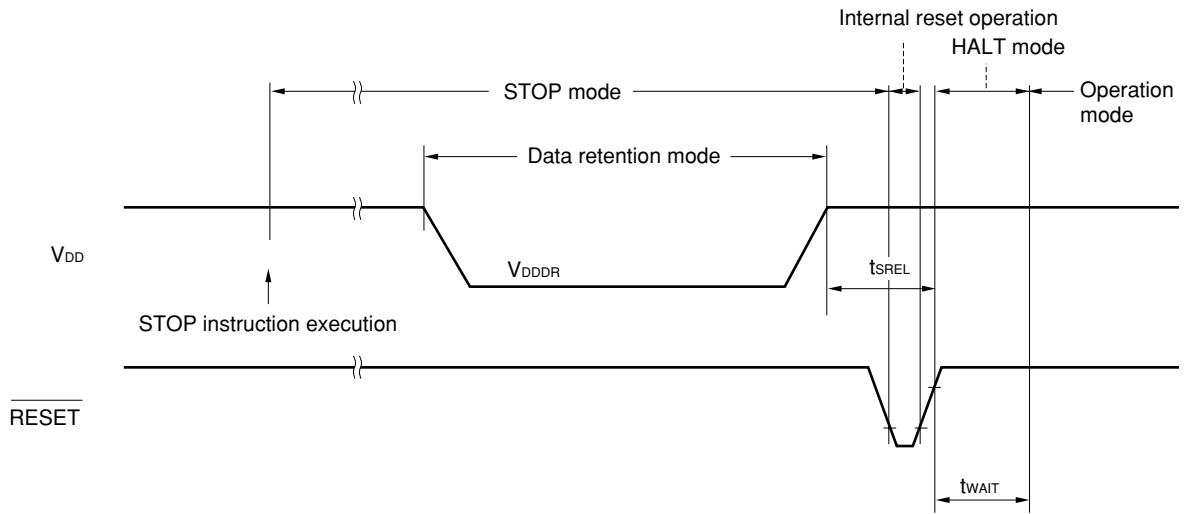 Internal reset operation
HALT mode
STOP mode
Operation
mode
Data retention mode
VDD
VDDDR
tSREL
STOP instruction execution
RESET
tWAIT